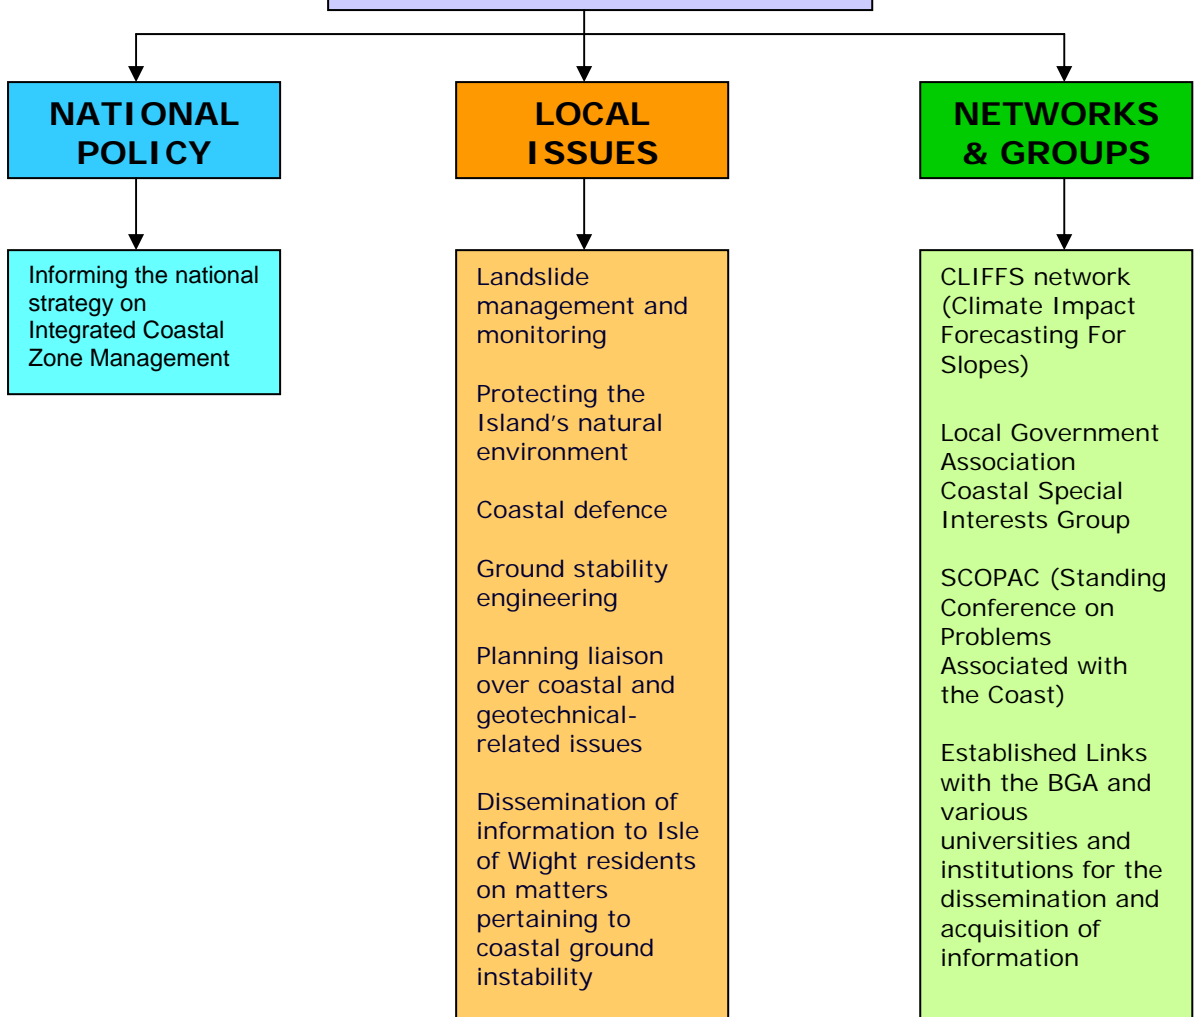 NATIONAL
POLICY
Informing the national
strategy on
Integrated Coastal
Zone Management
LOCAL
ISSUES
Landslide
management and
monitoring
Protecting the
Island's natural
environment
Coastal defence
Ground stability
engineering
Planning liaison
over coastal and
geotechnical-
related issues
Dissemination of
information to Isle
of Wight residents
on matters
pertaining to
coastal ground
instability
NETWORKS
& GROUPS
CLIFFS network
(Climate Impact
Forecasting For
Slopes)
Local Government
Association
Coastal Special
Interests Group
SCOPAC (Standing
Conference on
Problems
Associated with
the Coast)
Established Links
with the BGA and
various
universities and
institutions for the
dissemination and
acquisition of
information